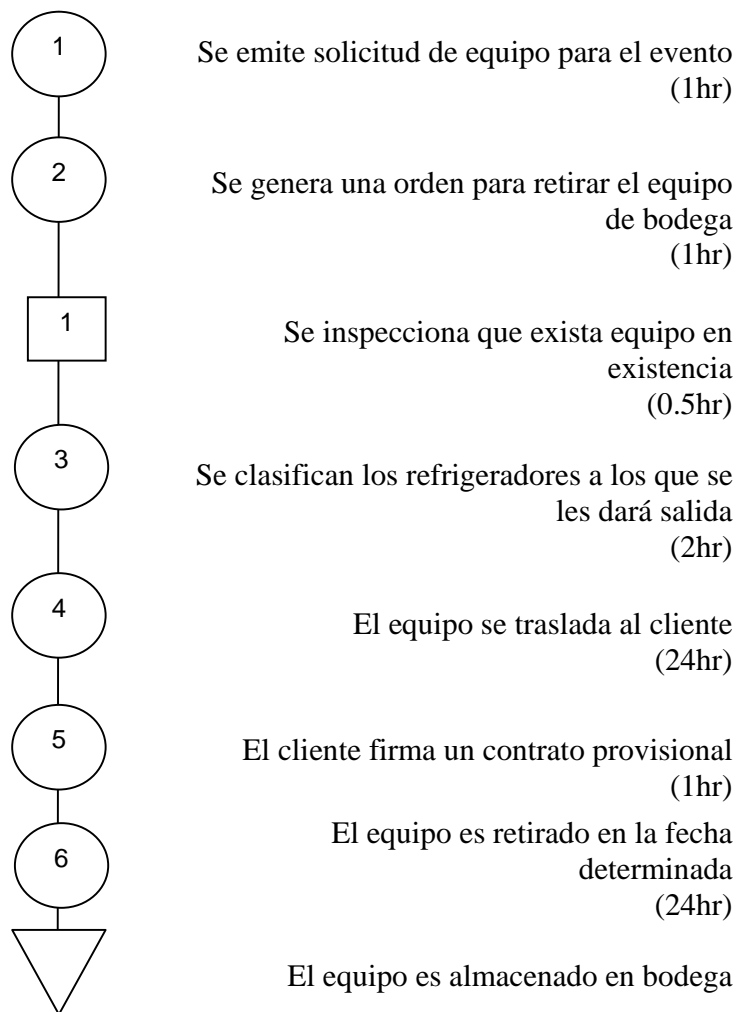 1
Se emite solicitud de equipo para el evento
(1hr)
2
Se genera una orden para retirar el equipo
de bodega
(1hr)
1
Se inspecciona que exista equipo en
existencia
(0.5hr)
3
Se clasifican los refrigeradores a los que se
les dará salida
(2hr)
4
El equipo se traslada al cliente
(24hr)
5
El cliente firma un contrato provisional
(1hr)
6
El equipo es retirado en la fecha
determinada
(24hr)
El equipo es almacenado en bodega